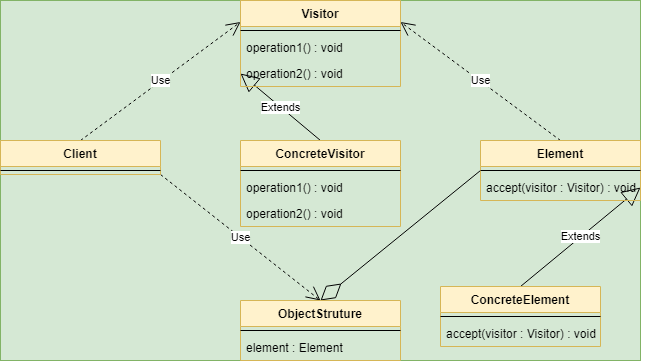 Visitor
operation1() : void
operation2() : void
Use
Use
Extends
Client
ConcreteVisitor
operation1() : void
operation2() : void
Element
accept(visitor : Visitor) : void
Use
Extends
ObjectStruture
element : Element
ConcreteElement
accept(visitor : Visitor) : void